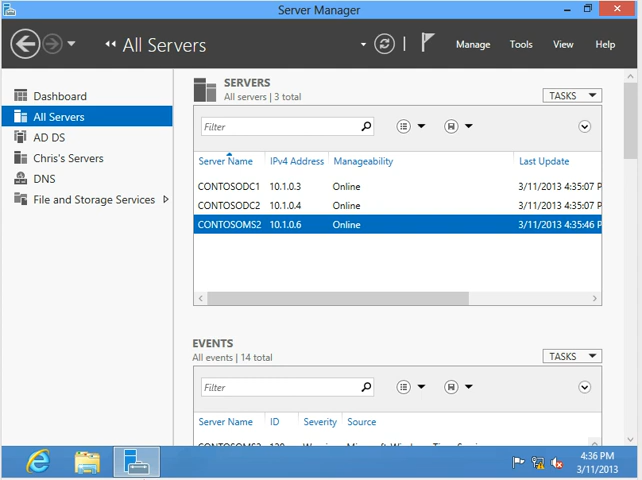 Server Manager
All Servers
Manage Tools View Help
Dashboard
All Servers
AD DS
Chris's Servers
DNS
File and Storage Services
SERVERS
All servers | 3 total
TASKS
Filter
Server Name IPv4 Address Manageability Last Update
CONTOSODC1 10.1.0.3 Online 3/11/2013 4:35:07 P
CONTOSODC2 10.1.0.4 Online 3/11/2013 4:35:07 P
CONTOSOMS2 10.1.0.6 Online 3/11/2013 4:35:46 P
EVENTS
All events | 14 total
TASKS
Filter
Server Name ID Severity Source
4:36 PM
3/11/2013